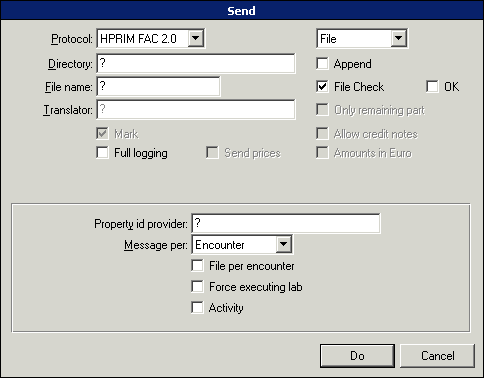 Send
Protocol: HPRIM FAC 2.0 File
Directory: ? Append
File name: ? File Check OK
Translator: ? Only remaining part
Mark Allow credit notes
Full logging Send prices Amounts in Euro
Property id provider: ?
Message per: Encounter
File per encounter
Force executing lab
Activity
Do Cancel